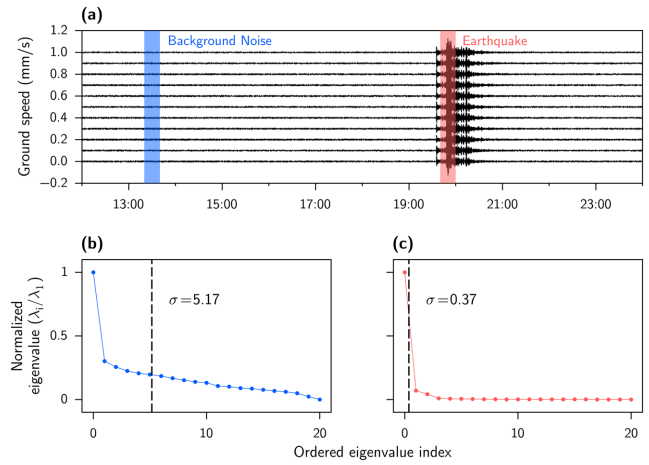 (a)
Background Noise
Earthquake
Ground speed (mm/s)
1.2
1.0
0.8
0.6
0.4
0.2
0.0
−0.2
13:00
15:00
17:00
19:00
21:00
23:00
(b)
(c)
Normalized
eigenvalue (λi/λ1)
1
0.5
0
σ=5.17
σ=0.37
0
10
20
0
10
20
Ordered eigenvalue index